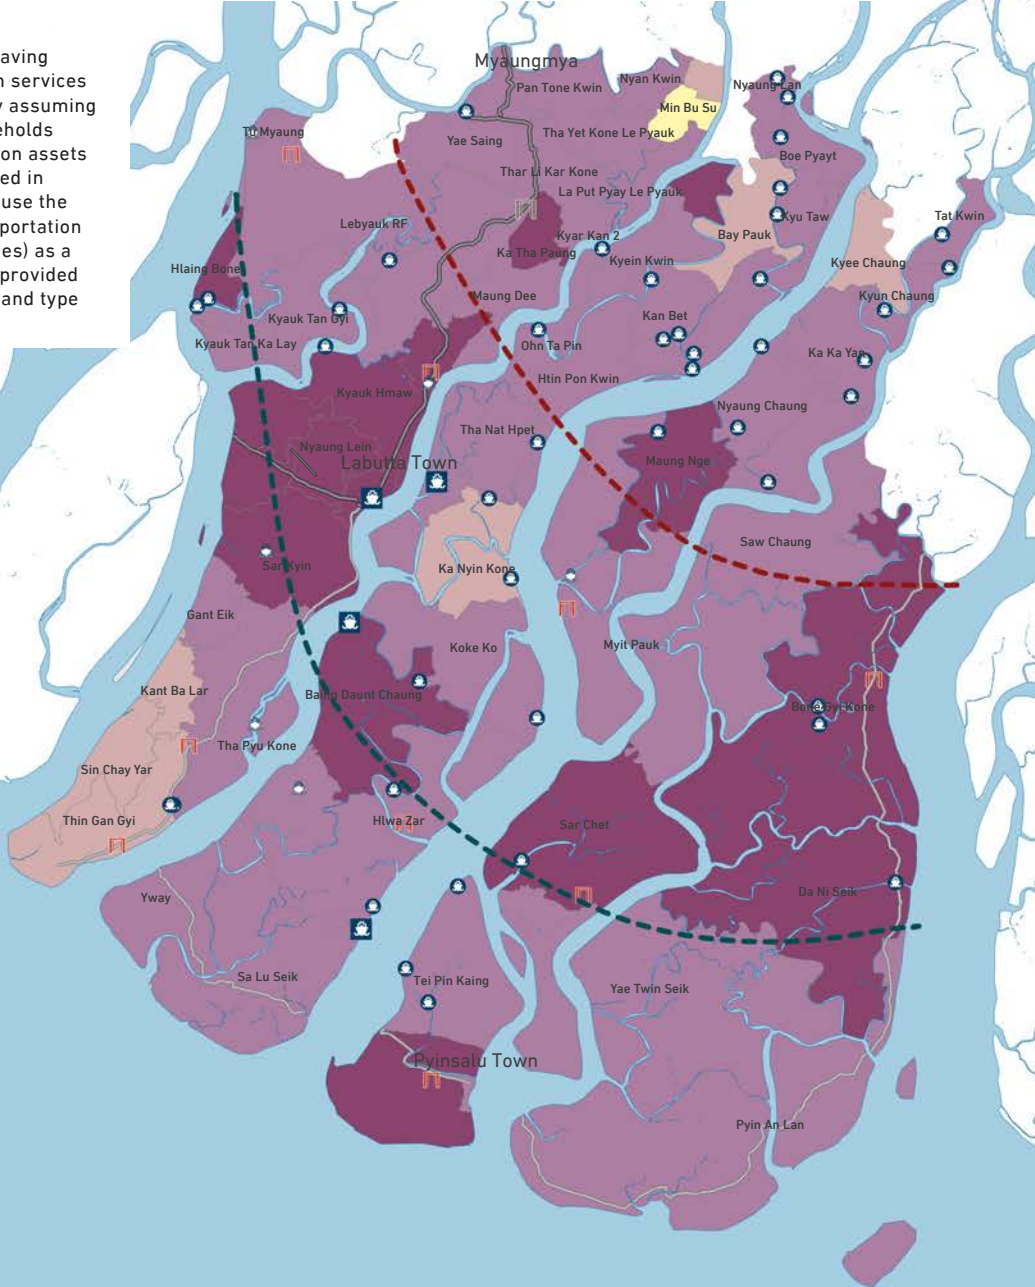 aving
n services
y assuming
eholds
on assets
ed in
use the
portation
es) as a
provided
and type
Myaungmya
Pan Tone Kwin
Nyan Kwin
Nyaung Lan
Min Bu Su
Tu Myaung
Yae Saing
Tha Yet Kone Le Pyauk
Boe Pyayt
Thar Li Kar Kone
La Put Pyay Le Pyauk
Lebyauk RF
Kyu Taw
Tat Kwin
Kyar Kan 2
Bay Pauk
Ka Tha Paung
Kyein Kwin
Kyee Chaung
Hlaing Bone
Maung Dee
Kyun Chaung
Kyauk Tan Gyi
Kan Bet
Kyauk Tan Ka Lay
Ohn Ta Pin
Ka Ka Yan
Htin Pon Kwin
Kyauk Hmaw
Nyaung Chaung
Tha Nat Hpet
Nyaung Lein
Labutta Town
Maung Nge
Saw Chaung
Sar Kyin
Ka Nyin Kone
Gant Eik
Koke Ko
Myit Pauk
Kant Ba Lar
Baing Daunt Chaung
Bone Gyi Kone
Tha Pyu Kone
Sin Chay Yar
Thin Gan Gyi
Hlwa Zar
Sar Chet
Yway
Da Ni Seik
Sa Lu Seik
Tei Pin Kaing
Yae Twin Seik
Pyinsalu Town
Pyin An Lan